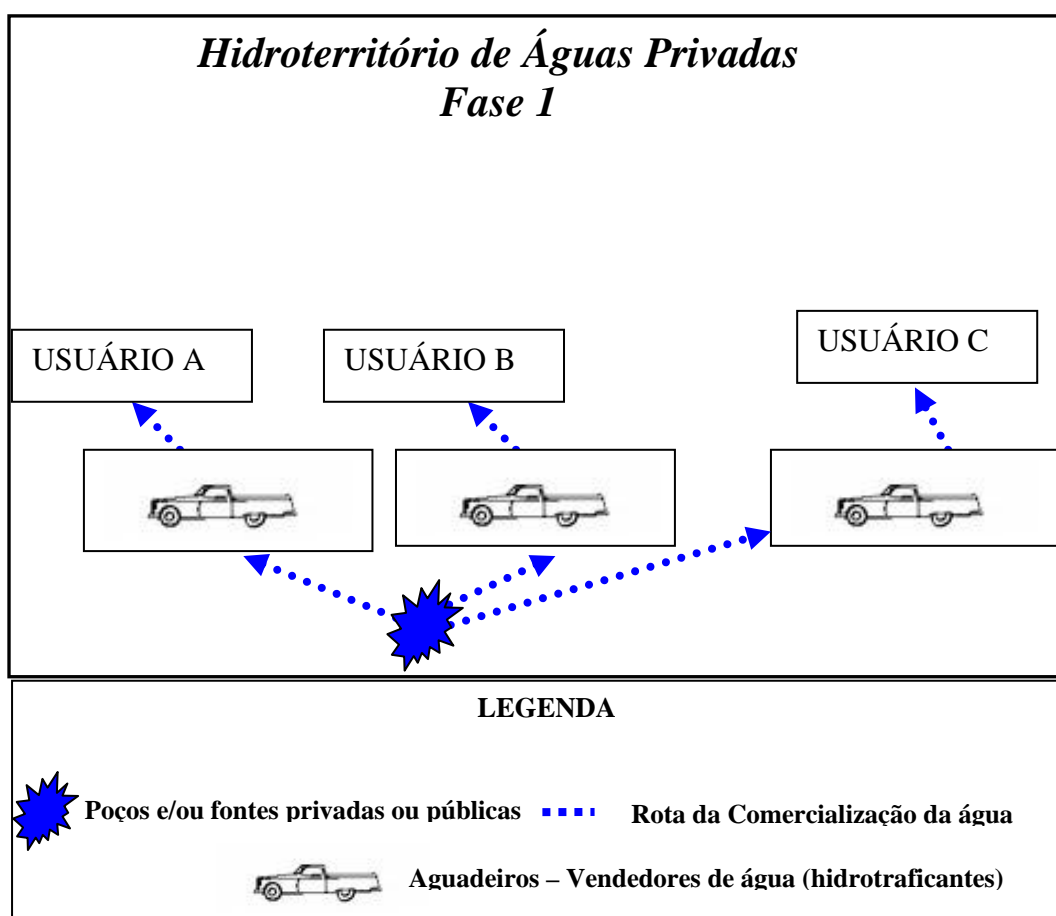 Hidroterritório de Águas Privadas
Fase 1
USUÁRIO A
USUÁRIO B
USUÁRIO C
LEGENDA
Poços e/ou fontes privadas ou públicas
Rota da Comercialização da água
Aguadeiros – Vendedores de água (hidrotraficantes)